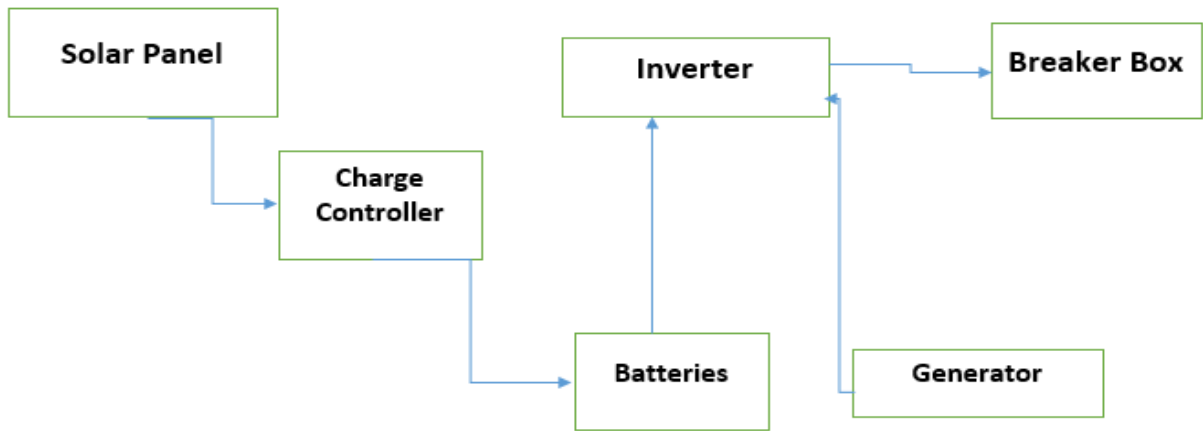 Solar Panel
Inverter
Breaker Box
Charge
Controller
Batteries
Generator